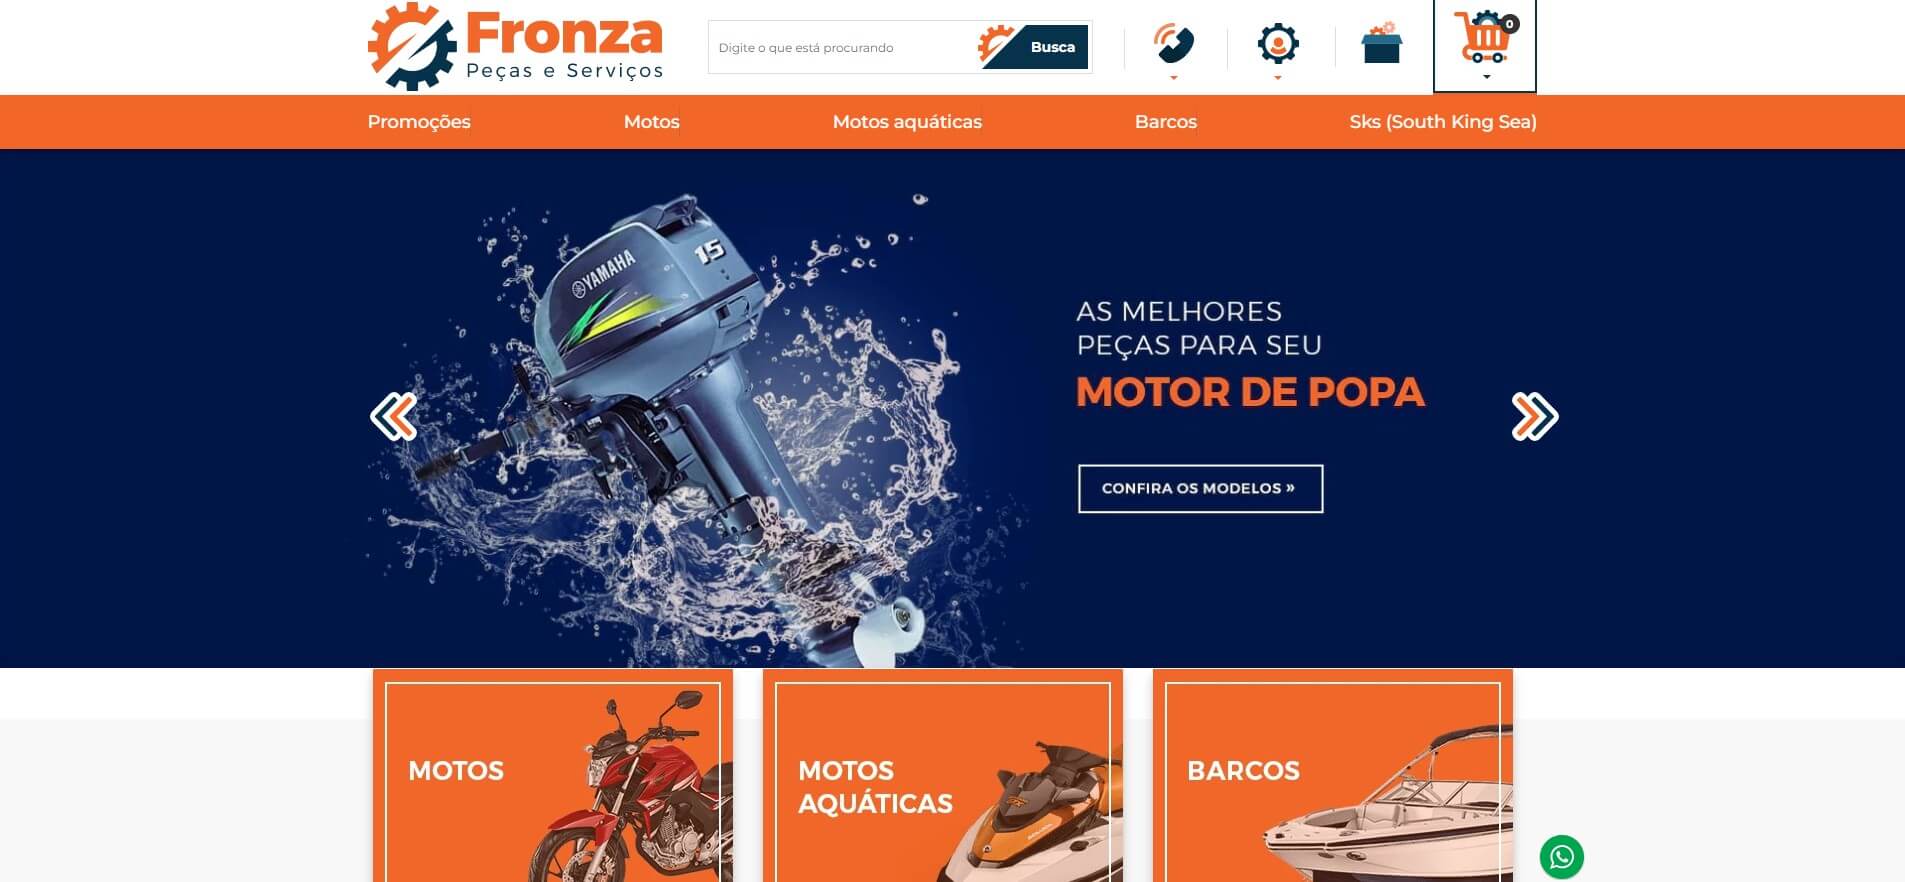 Fronza
Peças e Serviços
Digite o que está procurando
Busca
0
Promoções
Motos
Motos aquáticas
Barcos
Sks (South King Sea)
YAMAHA
15
AS MELHORES
PEÇAS PARA SEU
MOTOR DE POPA
CONFIRA OS MODELOS »
MOTOS
MOTOS
AQUÁTICAS
BARCOS